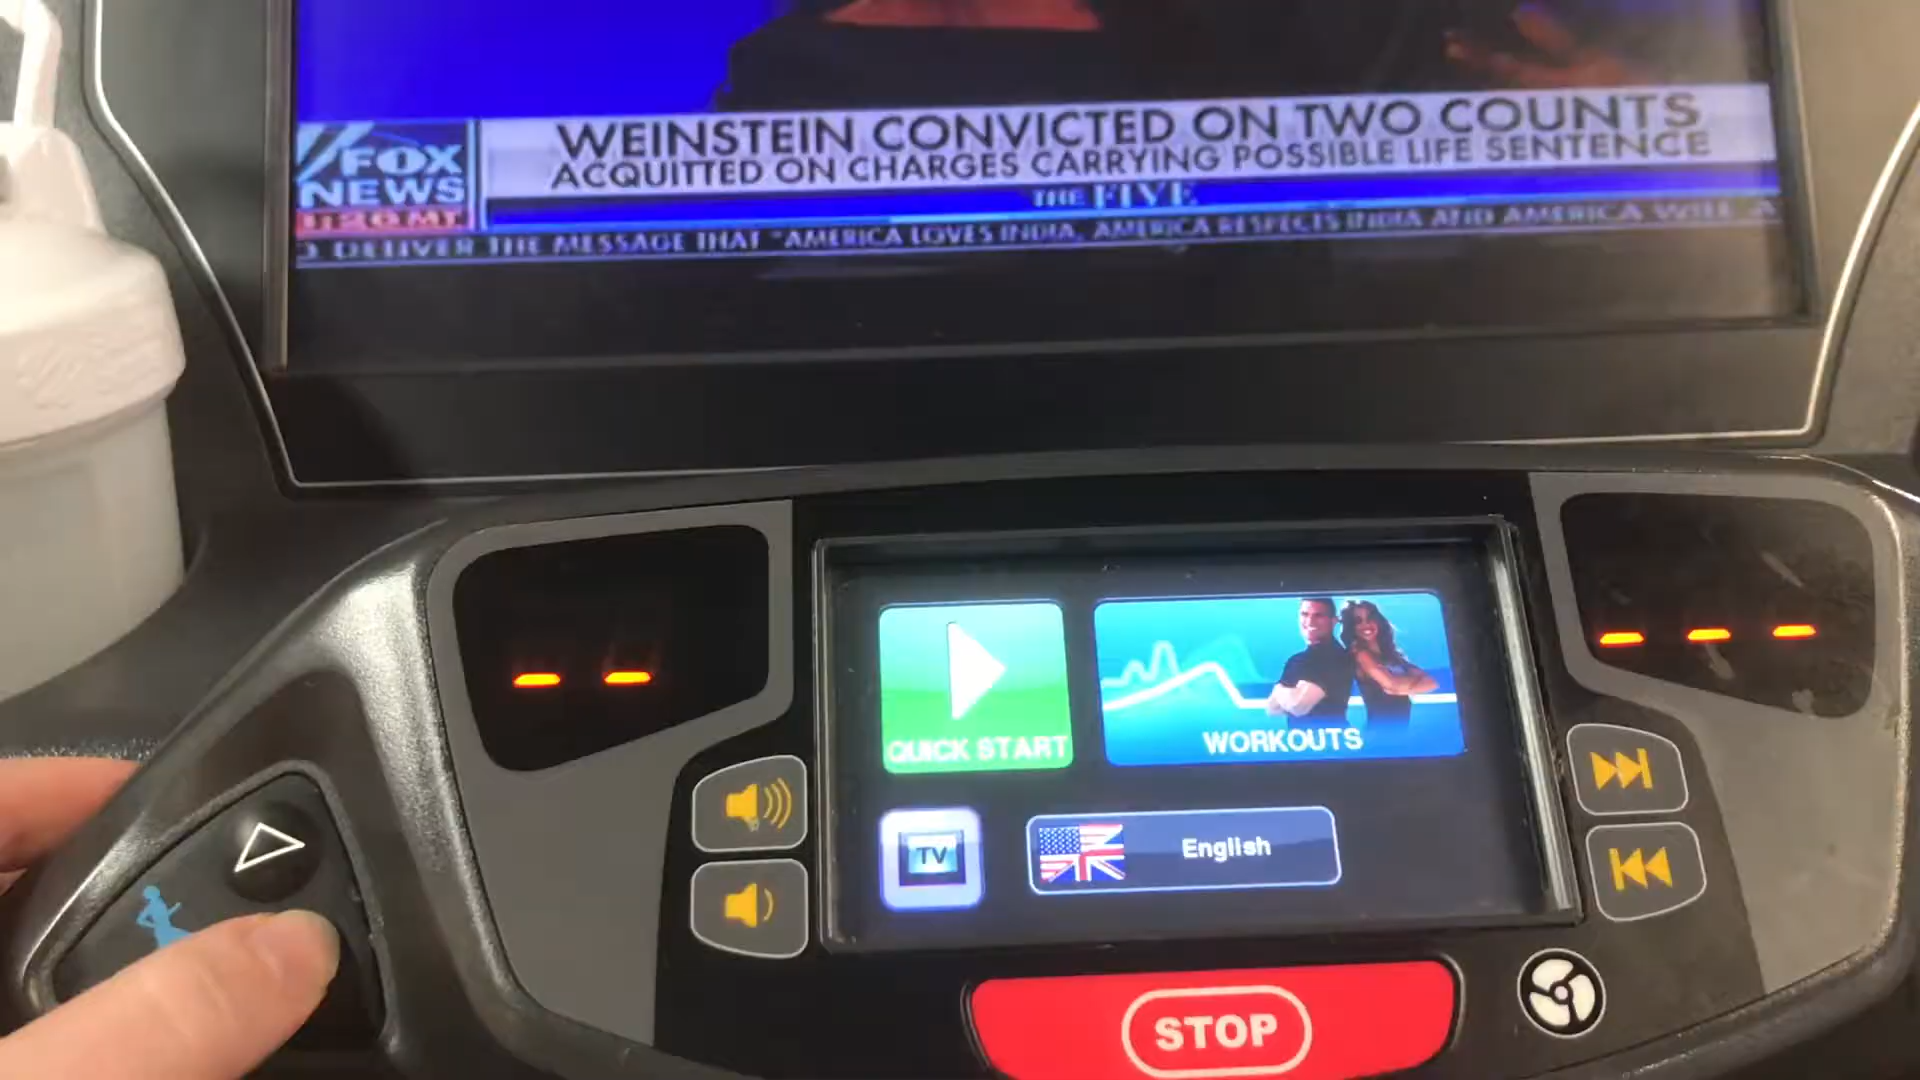 WEINSTEIN CONVICTED ON TWO COUNTS
ACQUITTED ON CHARGES CARRYING POSSIBLE LIFE SENTENCE
FOX
NEWS
THE FIVE
DELIVER THE MESSAGE THAT "AMERICA LOVES INDIA, AMERICA RESPECTS INDIA AND AMERICA WILL
QUICK START
WORKOUTS
TV
English
STOP